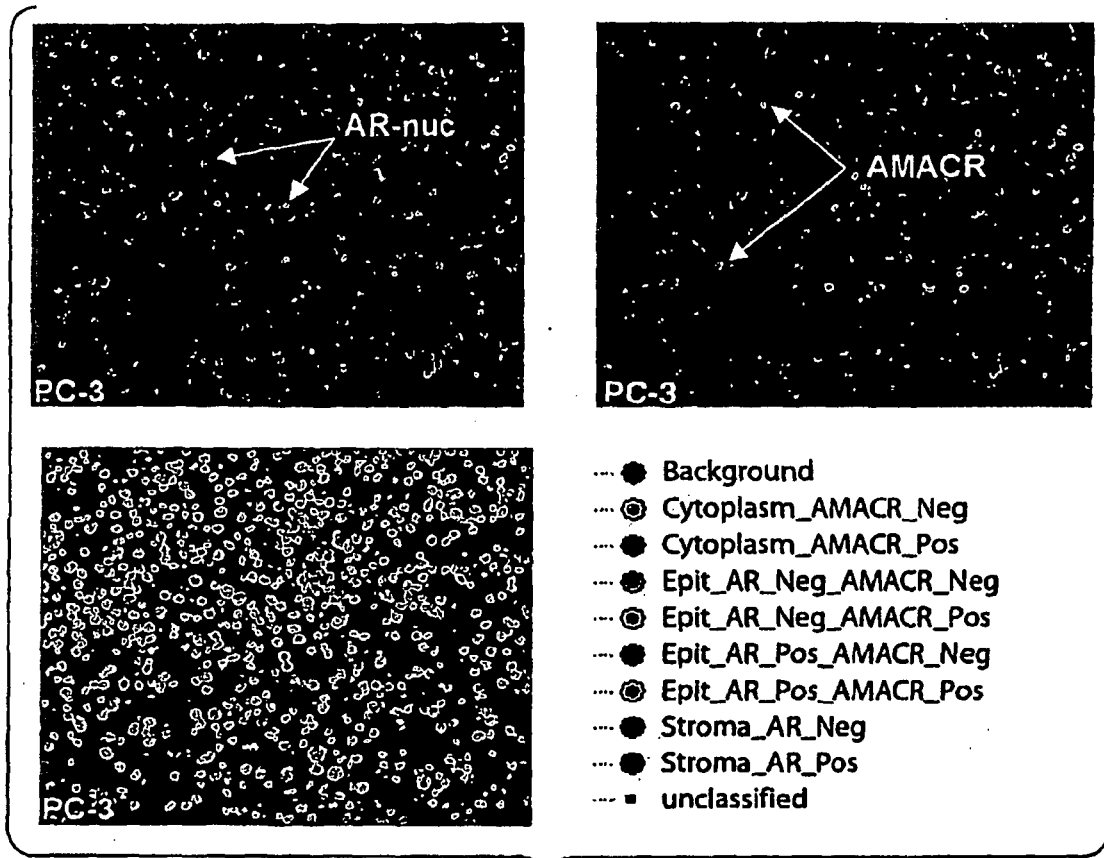 AR-nuc
PC-3
AMACR
PC-3
PC-3
Background
Cytoplasm_AMACR_Neg
Cytoplasm_AMACR_Pos
Epit_AR_Neg_AMACR_Neg
Epit_AR_Neg_AMACR_Pos
Epit_AR_Pos_AMACR_Neg
Epit_AR_Pos_AMACR_Pos
Stroma_AR_Neg
Stroma_AR_Pos
unclassified